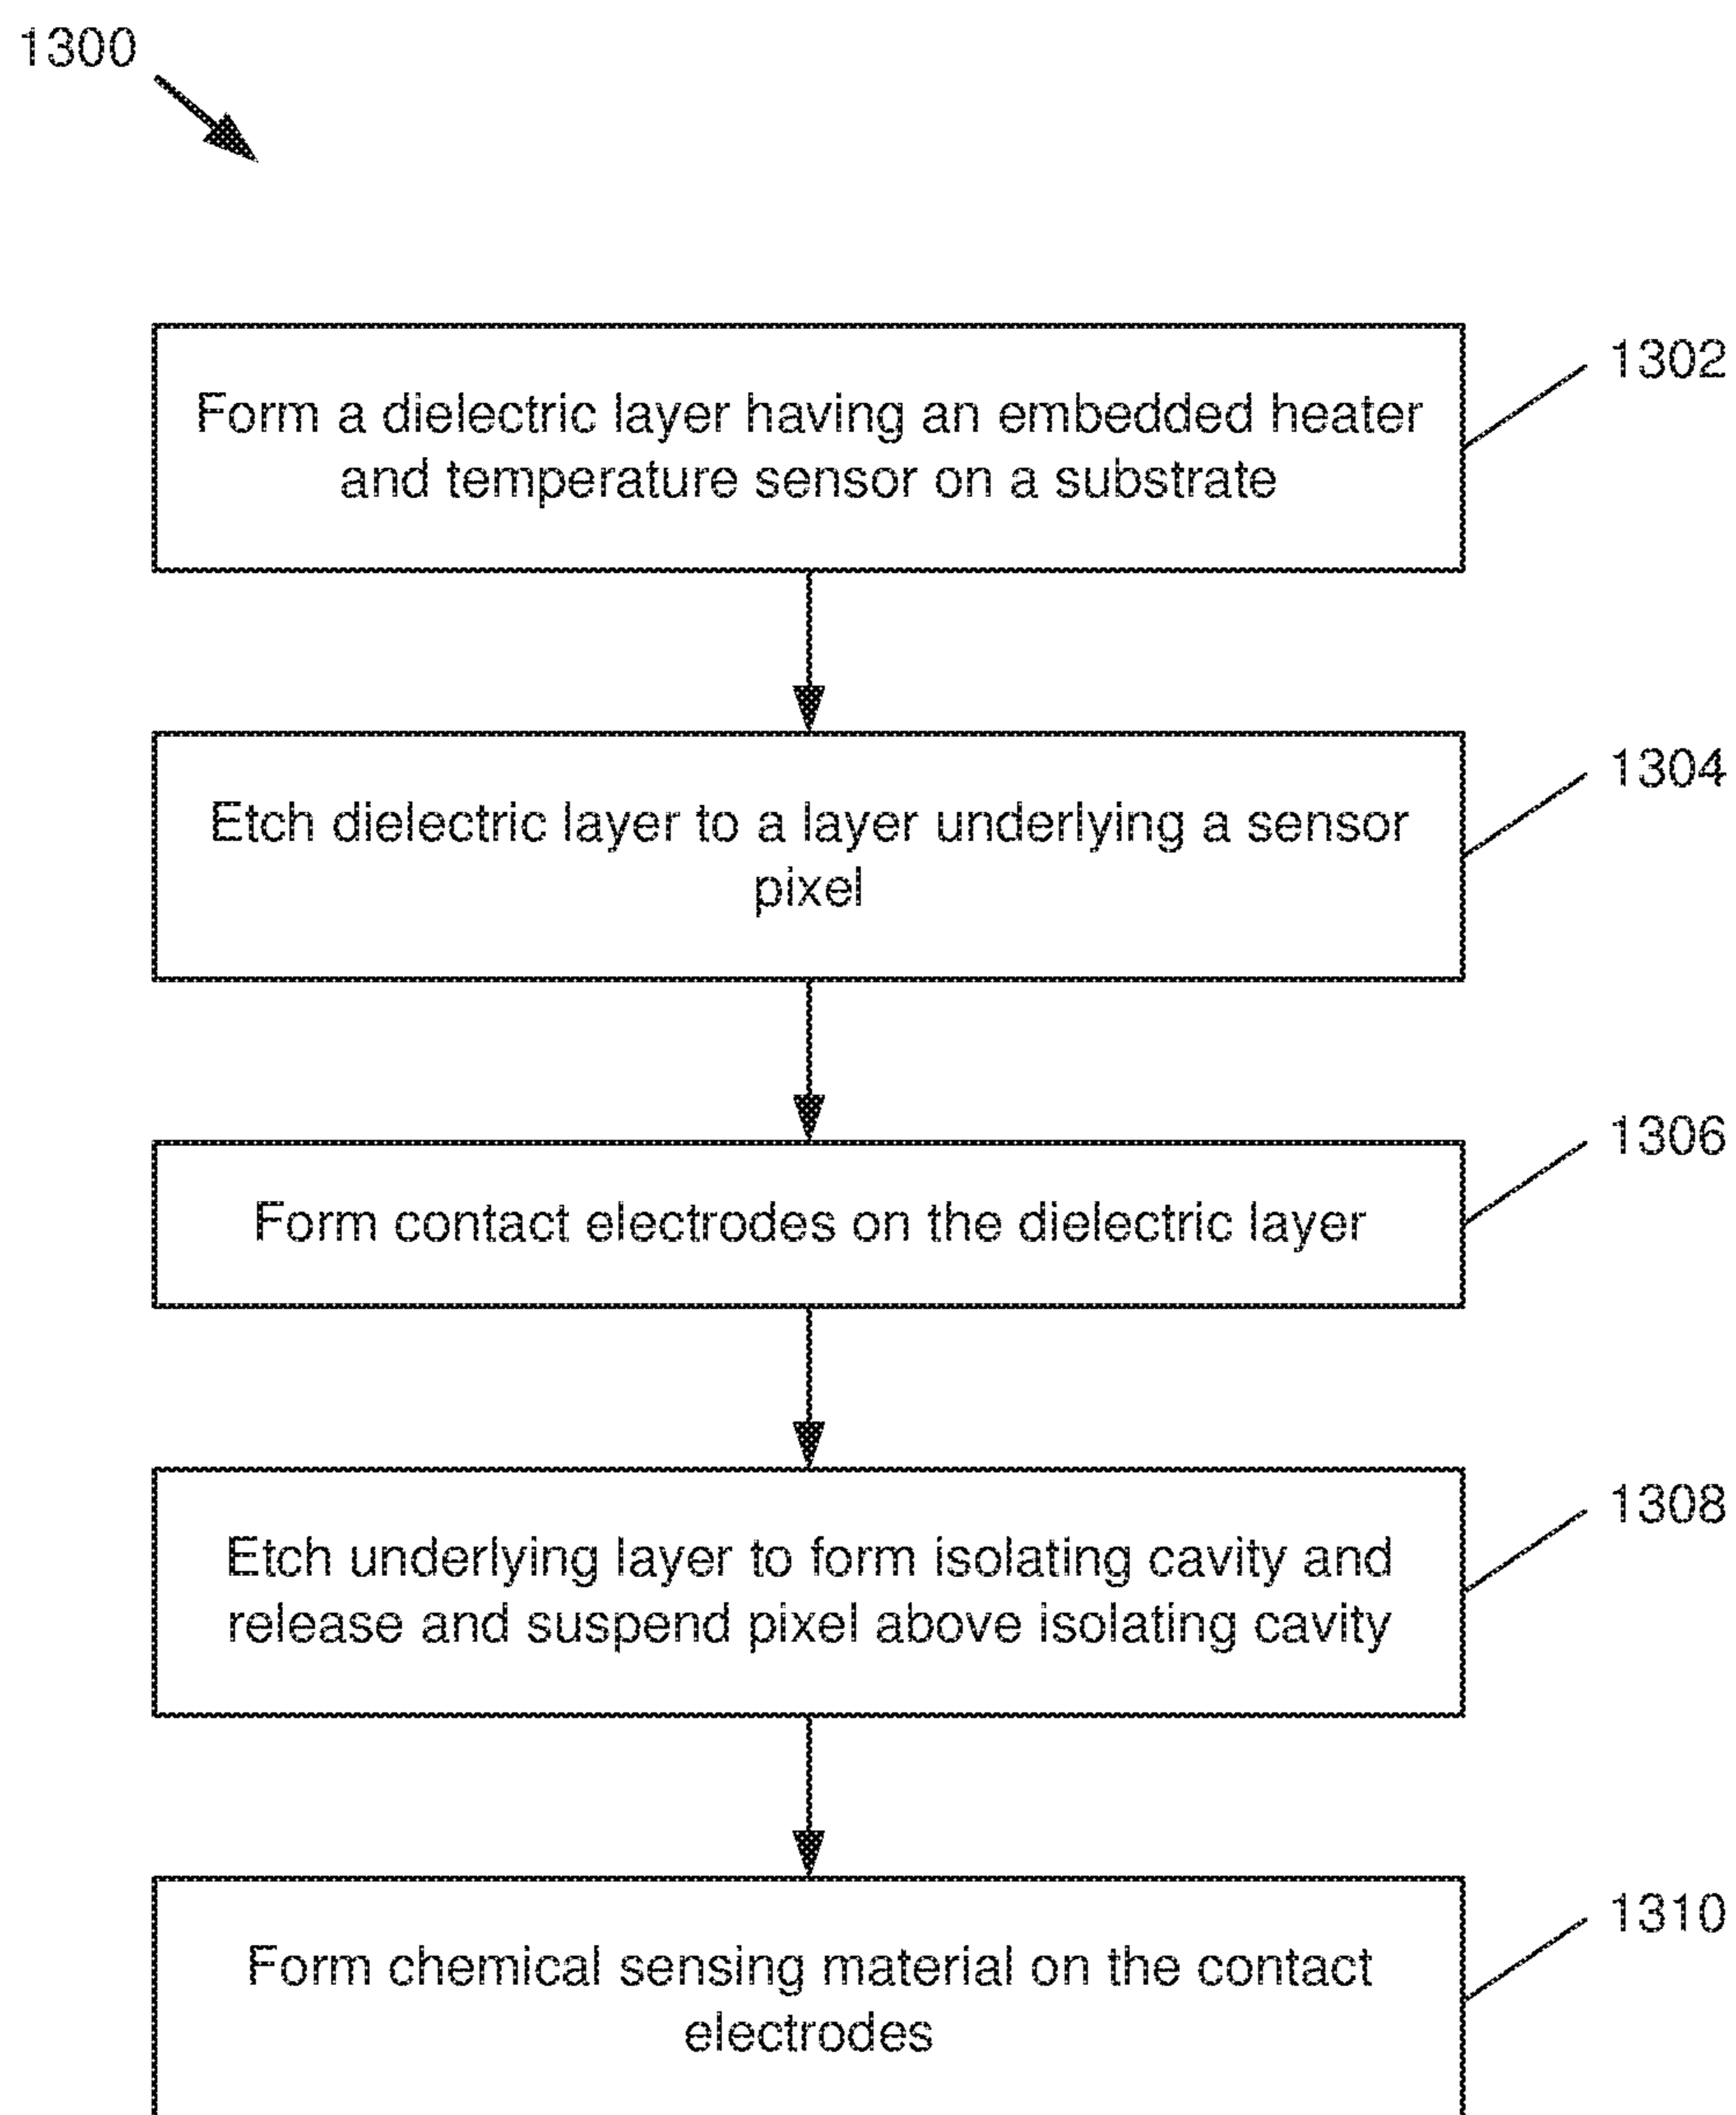 1300
Form a dielectric layer having an embedded heater
and temperature sensor on a substrate
1302
Etch dielectric layer to a layer underlying a sensor
pixel
1304
Form contact electrodes on the dielectric layer
1306
Etch underlying layer to form isolating cavity and
release and suspend pixel above isolating cavity
1308
Form chemical sensing material on the contact
electrodes
1310